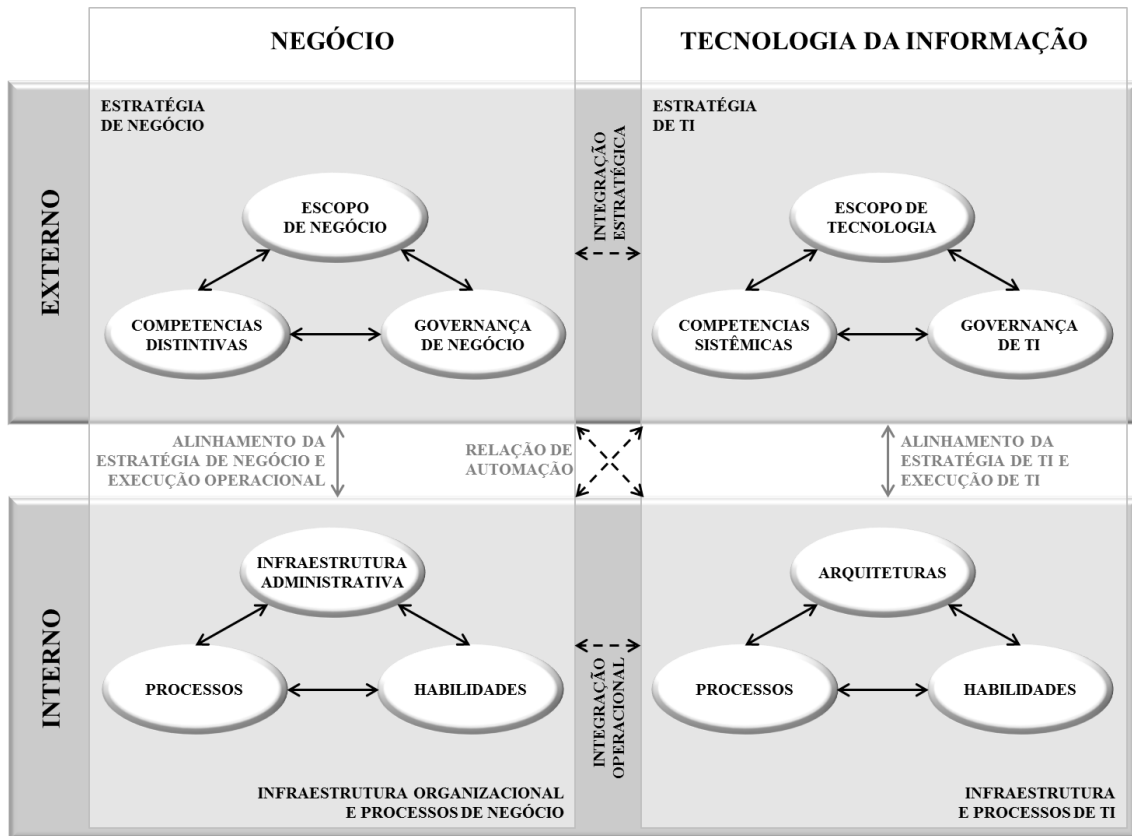 NEGÓCIO
TECNOLOGIA DA INFORMAÇÃO
EXTERNO
ESTRATÉGIA
DE NEGÓCIO
ESCOPO
DE NEGÓCIO
COMPETENCIAS
DISTINTIVAS
GOVERNANÇA
DE NEGÓCIO
INTEGRAÇÃO
ESTRATÉGICA
ESTRATÉGIA
DE TI
ESCOPO DE
TECNOLOGIA
COMPETENCIAS
SISTÊMICAS
GOVERNANÇA
DE TI
ALINHAMENTO DA
ESTRATÉGIA DE NEGÓCIO E
EXECUÇÃO OPERACIONAL
RELAÇÃO DE
AUTOMAÇÃO
ALINHAMENTO DA
ESTRATÉGIA DE TI E
EXECUÇÃO DE TI
INTERNO
INFRAESTRUTURA
ADMINISTRATIVA
PROCESSOS
HABILIDADES
INFRAESTRUTURA ORGANIZACIONAL
E PROCESSOS DE NEGÓCIO
INTEGRAÇÃO
OPERACIONAL
ARQUITETURAS
PROCESSOS
HABILIDADES
INFRAESTRUTURA
E PROCESSOS DE TI